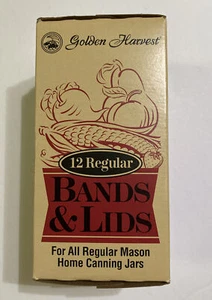 Golden Harvest
12 Regular
BANDS
& LIDS
For All Regular Mason
Home Canning Jars